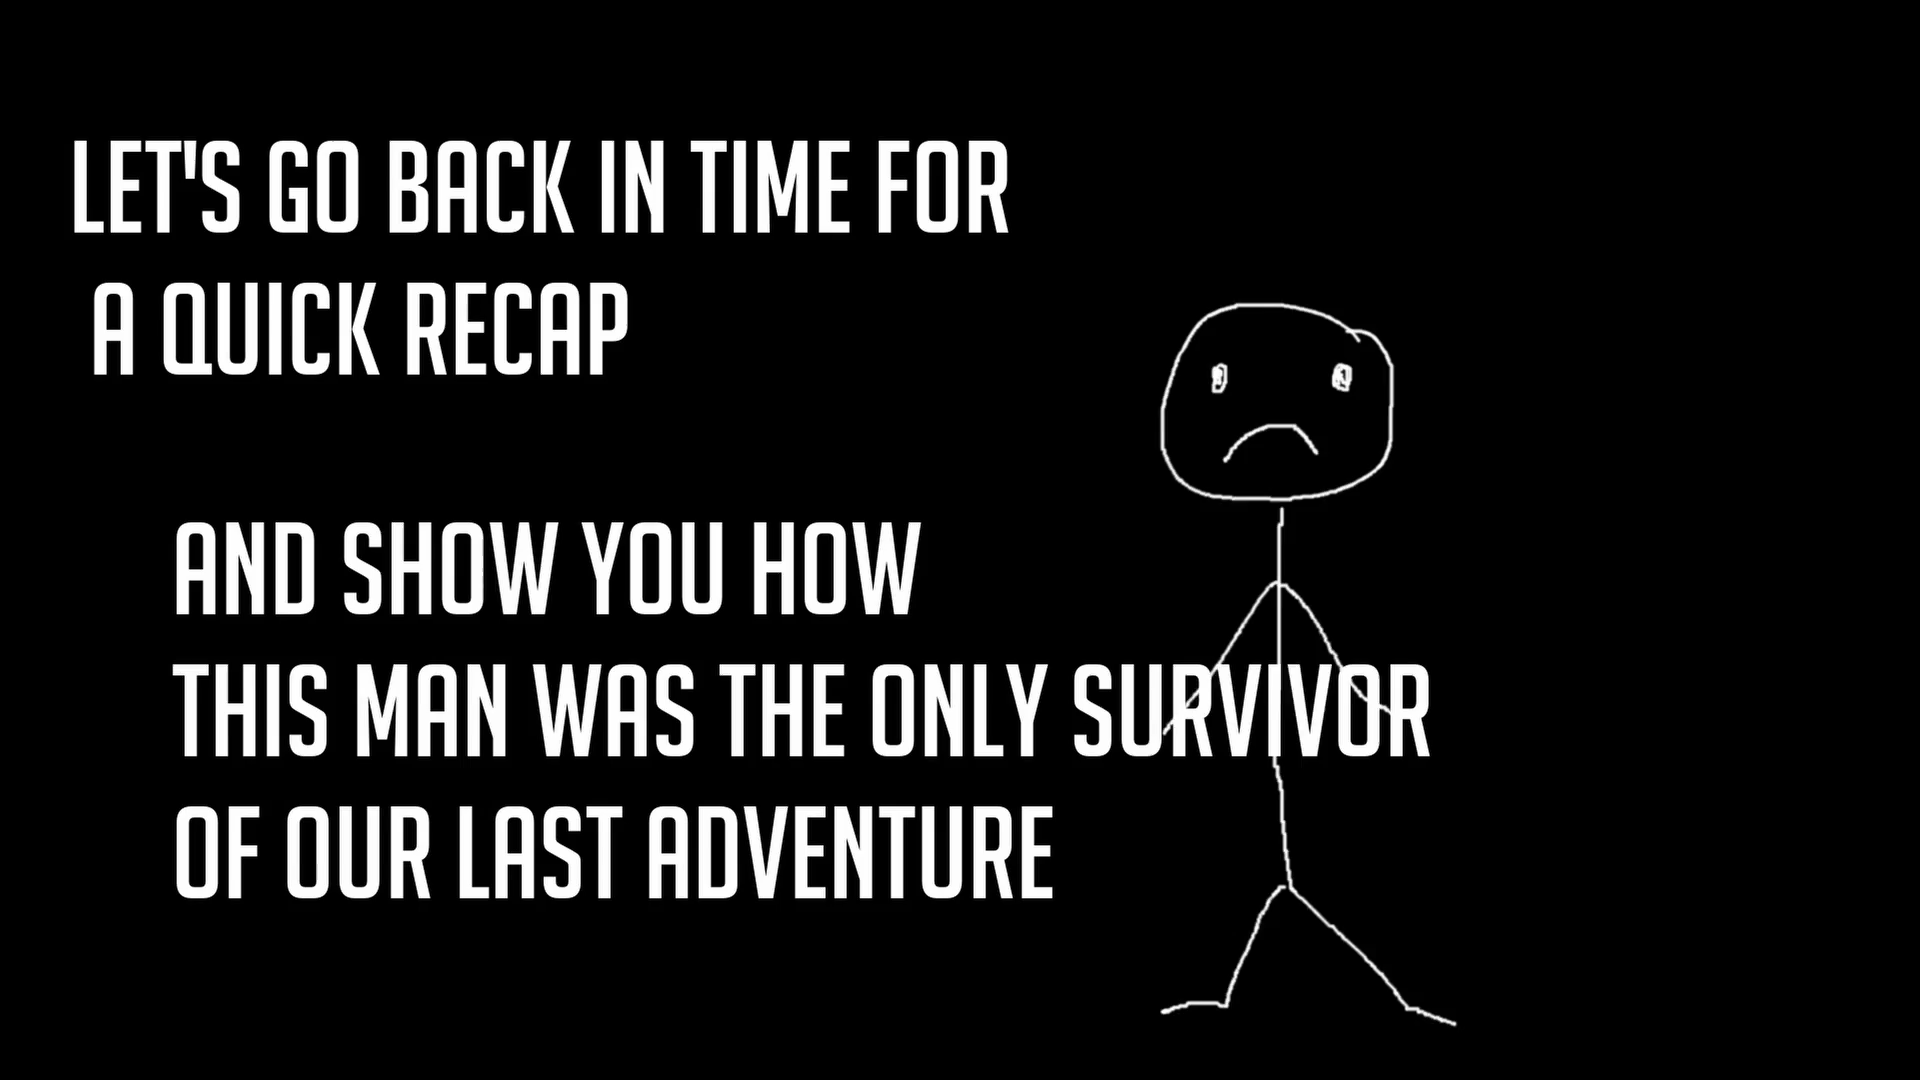 LET'S GO BACK IN TIME FOR
A QUICK RECAP
AND SHOW YOU HOW
THIS MAN WAS THE ONLY SURVIVOR
OF OUR LAST ADVENTURE